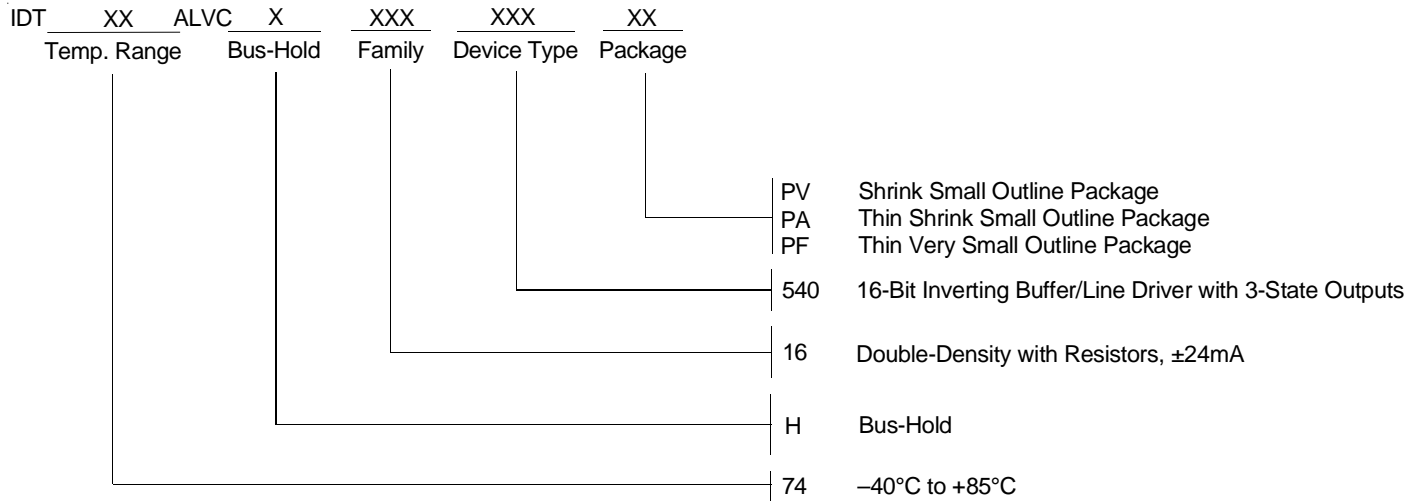 IDT XX ALVC X XXX XXX XX
Temp. Range Bus-Hold Family Device Type Package
PV Shrink Small Outline Package
PA Thin Shrink Small Outline Package
PF Thin Very Small Outline Package
540 16-Bit Inverting Buffer/Line Driver with 3-State Outputs
16 Double-Density with Resistors, ±24mA
H Bus-Hold
74 –40°C to +85°C